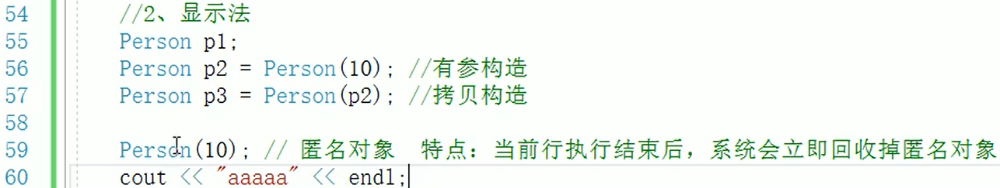 54 //2、显示法
55 Person p1;
56 Person p2 = Person(10); //有参构造
57 Person p3 = Person(p2); //拷贝构造
58
59 Person(10); // 匿名对象 特点：当前行执行结束后，系统会立即回收掉匿名对象
60 cout << "aaaaa" << endl;